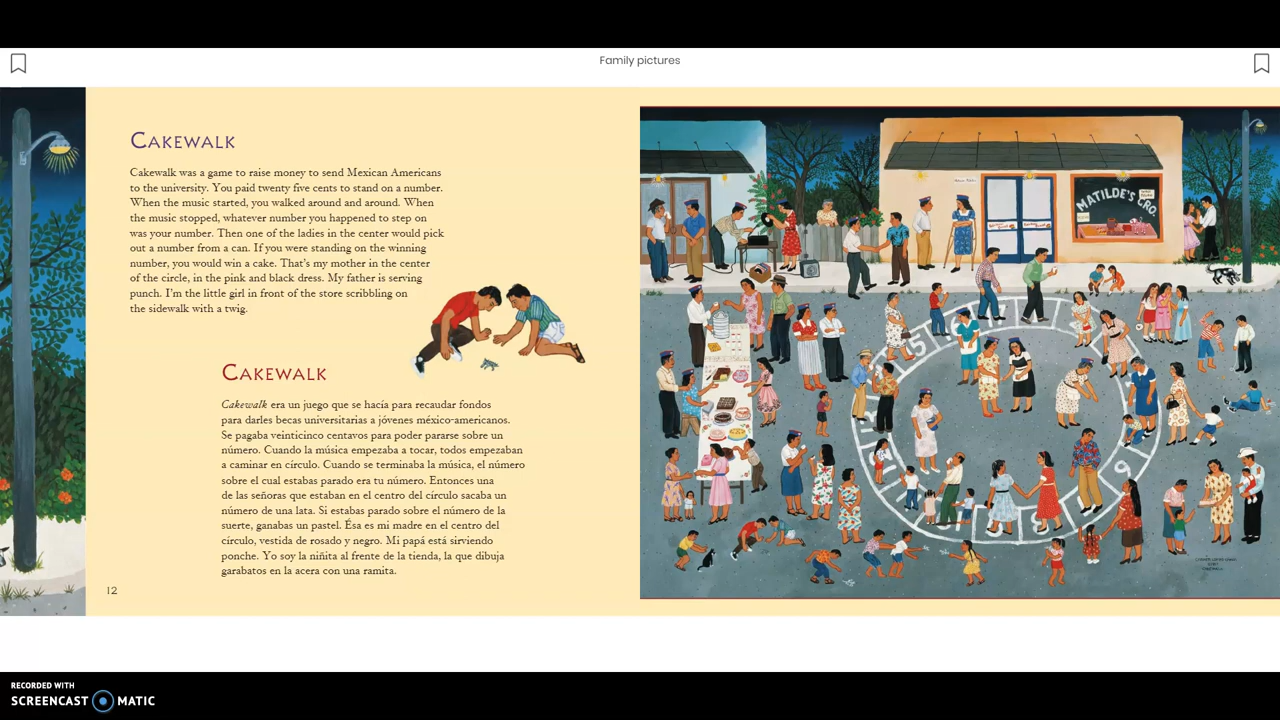 Family pictures
CAKEWALK
Cakewalk was a game to raise money to send Mexican Americans
to the university. You paid twenty five cents to stand on a number.
When the music started, you walked around and around. When
the music stopped, whatever number you happened to step on
was your number. Then one of the ladies in the center would pick
out a number from a can. If you were standing on the winning
number, you would win a cake. That's my mother in the center
of the circle, in the pink and black dress. My father is serving
punch. I'm the little girl in front of the store scribbling on
the sidewalk with a twig.
CAKEWALK
Cakewalk era un juego que se hacía para recaudar fondos
para darles becas universitarias a jóvenes méxico-americanos.
Se pagaba veinticinco centavos para poder pararse sobre un
número. Cuando la música empezaba a tocar, todos empezaban
a caminar en círculo. Cuando se terminaba la música, el número
sobre el cual estabas parado era tu número. Entonces una
de las señoras que estaban en el centro del círculo sacaba un
número de una lata. Si estabas parado sobre el número de la
suerte, ganabas un pastel. Ésa es mi madre en el centro del
círculo, vestida de rosado y negro. Mi papá está sirviendo
ponche. Yo soy la niñita al frente de la tienda, la que dibuja
garabatos en la acera con una ramita.
12
MATILDE'S GRO.
RECORDED WITH
SCREENCAST MATIC